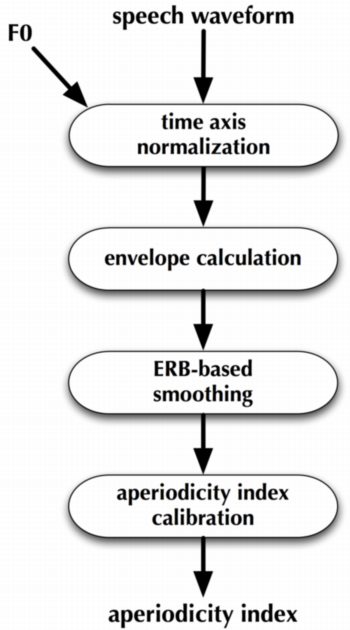 speech waveform
F0
time axis
normalization
envelope calculation
ERB-based
smoothing
aperiodicity index
calibration
aperiodicity index